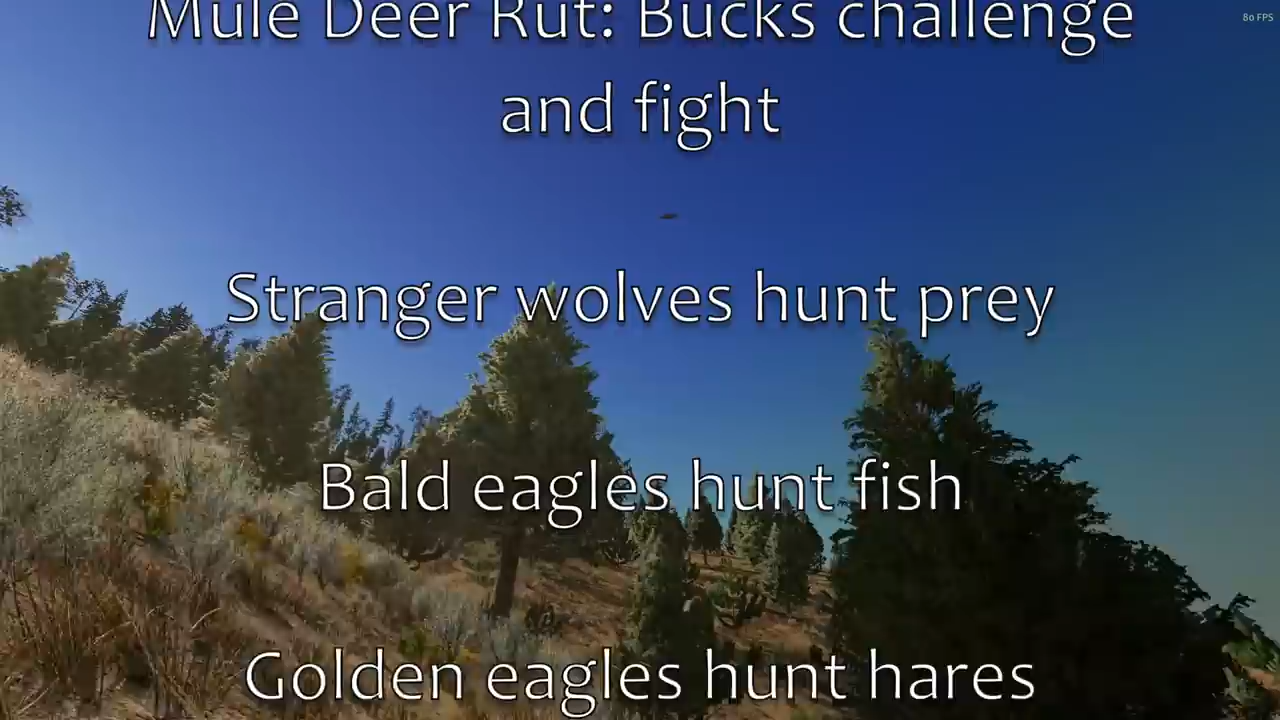 80 FPS
Mule Deer Rut: Bucks challenge
and fight
Stranger wolves hunt prey
Bald eagles hunt fish
Golden eagles hunt hares